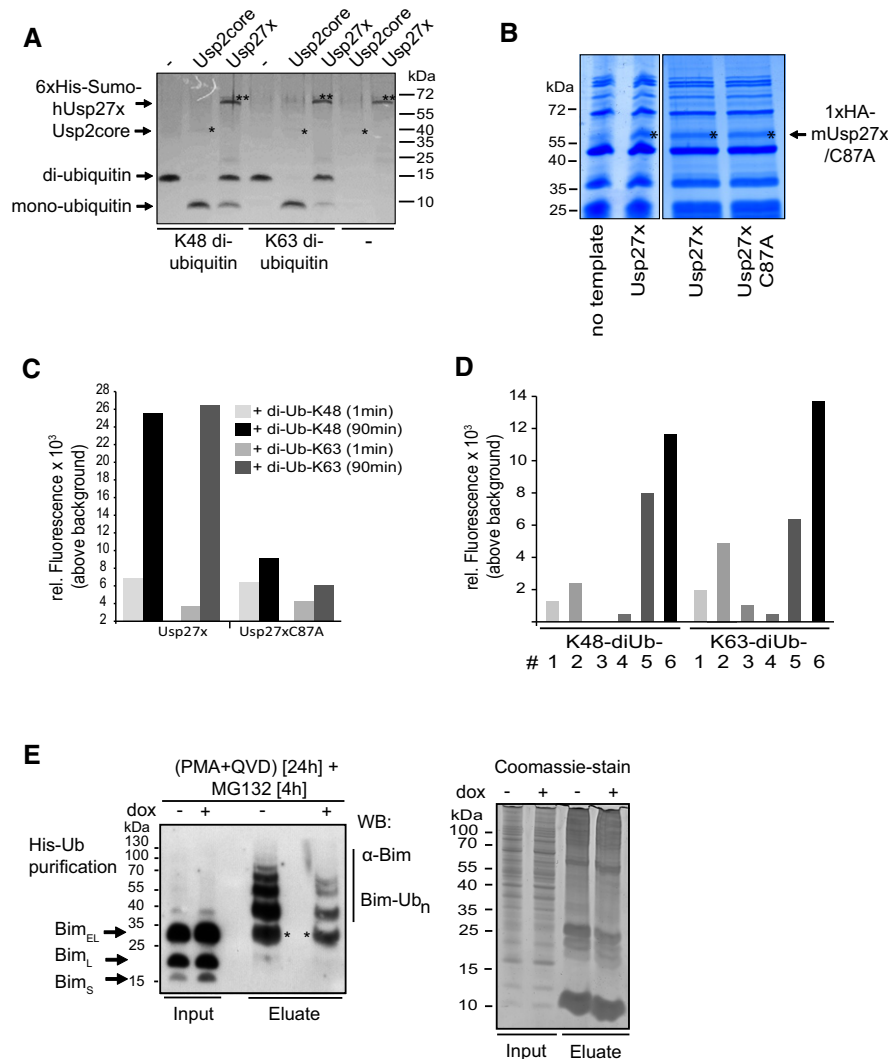 A
- Usp2core Usp27x - Usp2core Usp27x Usp2core Usp27x
kDa
6xHis-Sumo-
hUsp27x
Usp2core
di-ubiquitin
mono-ubiquitin
** ** **
* * *
72
55
40
35
25
15
10
K48 di-
ubiquitin
K63 di-
ubiquitin
-
B
kDa
72
55
40
35
25
* * *
1xHA-
mUsp27x
/C87A
no template
Usp27x
Usp27x
Usp27x
C87A
C
rel. Fluorescence x 10³
(above background)
28
26
24
22
20
18
16
14
12
10
8
6
4
2
+ di-Ub-K48 (1min)
+ di-Ub-K48 (90min)
+ di-Ub-K63 (1min)
+ di-Ub-K63 (90min)
Usp27x Usp27xC87A
D
rel. Fluorescence x 10³
(above background)
14
12
10
8
6
4
2
K48-diUb- K63-diUb-
# 1 2 3 4 5 6 1 2 3 4 5 6
E
(PMA+QVD) [24h] +
MG132 [4h]
dox - + - +
kDa
WB:
His-Ub
purification
130
100
70
55
40
35
25
15
α-Bim
Bim-Ubn
BimEL
BimL
BimS
* *
Input Eluate
Coomassie-stain
dox - + - +
kDa
100
70
55
40
35
25
15
10
Input Eluate